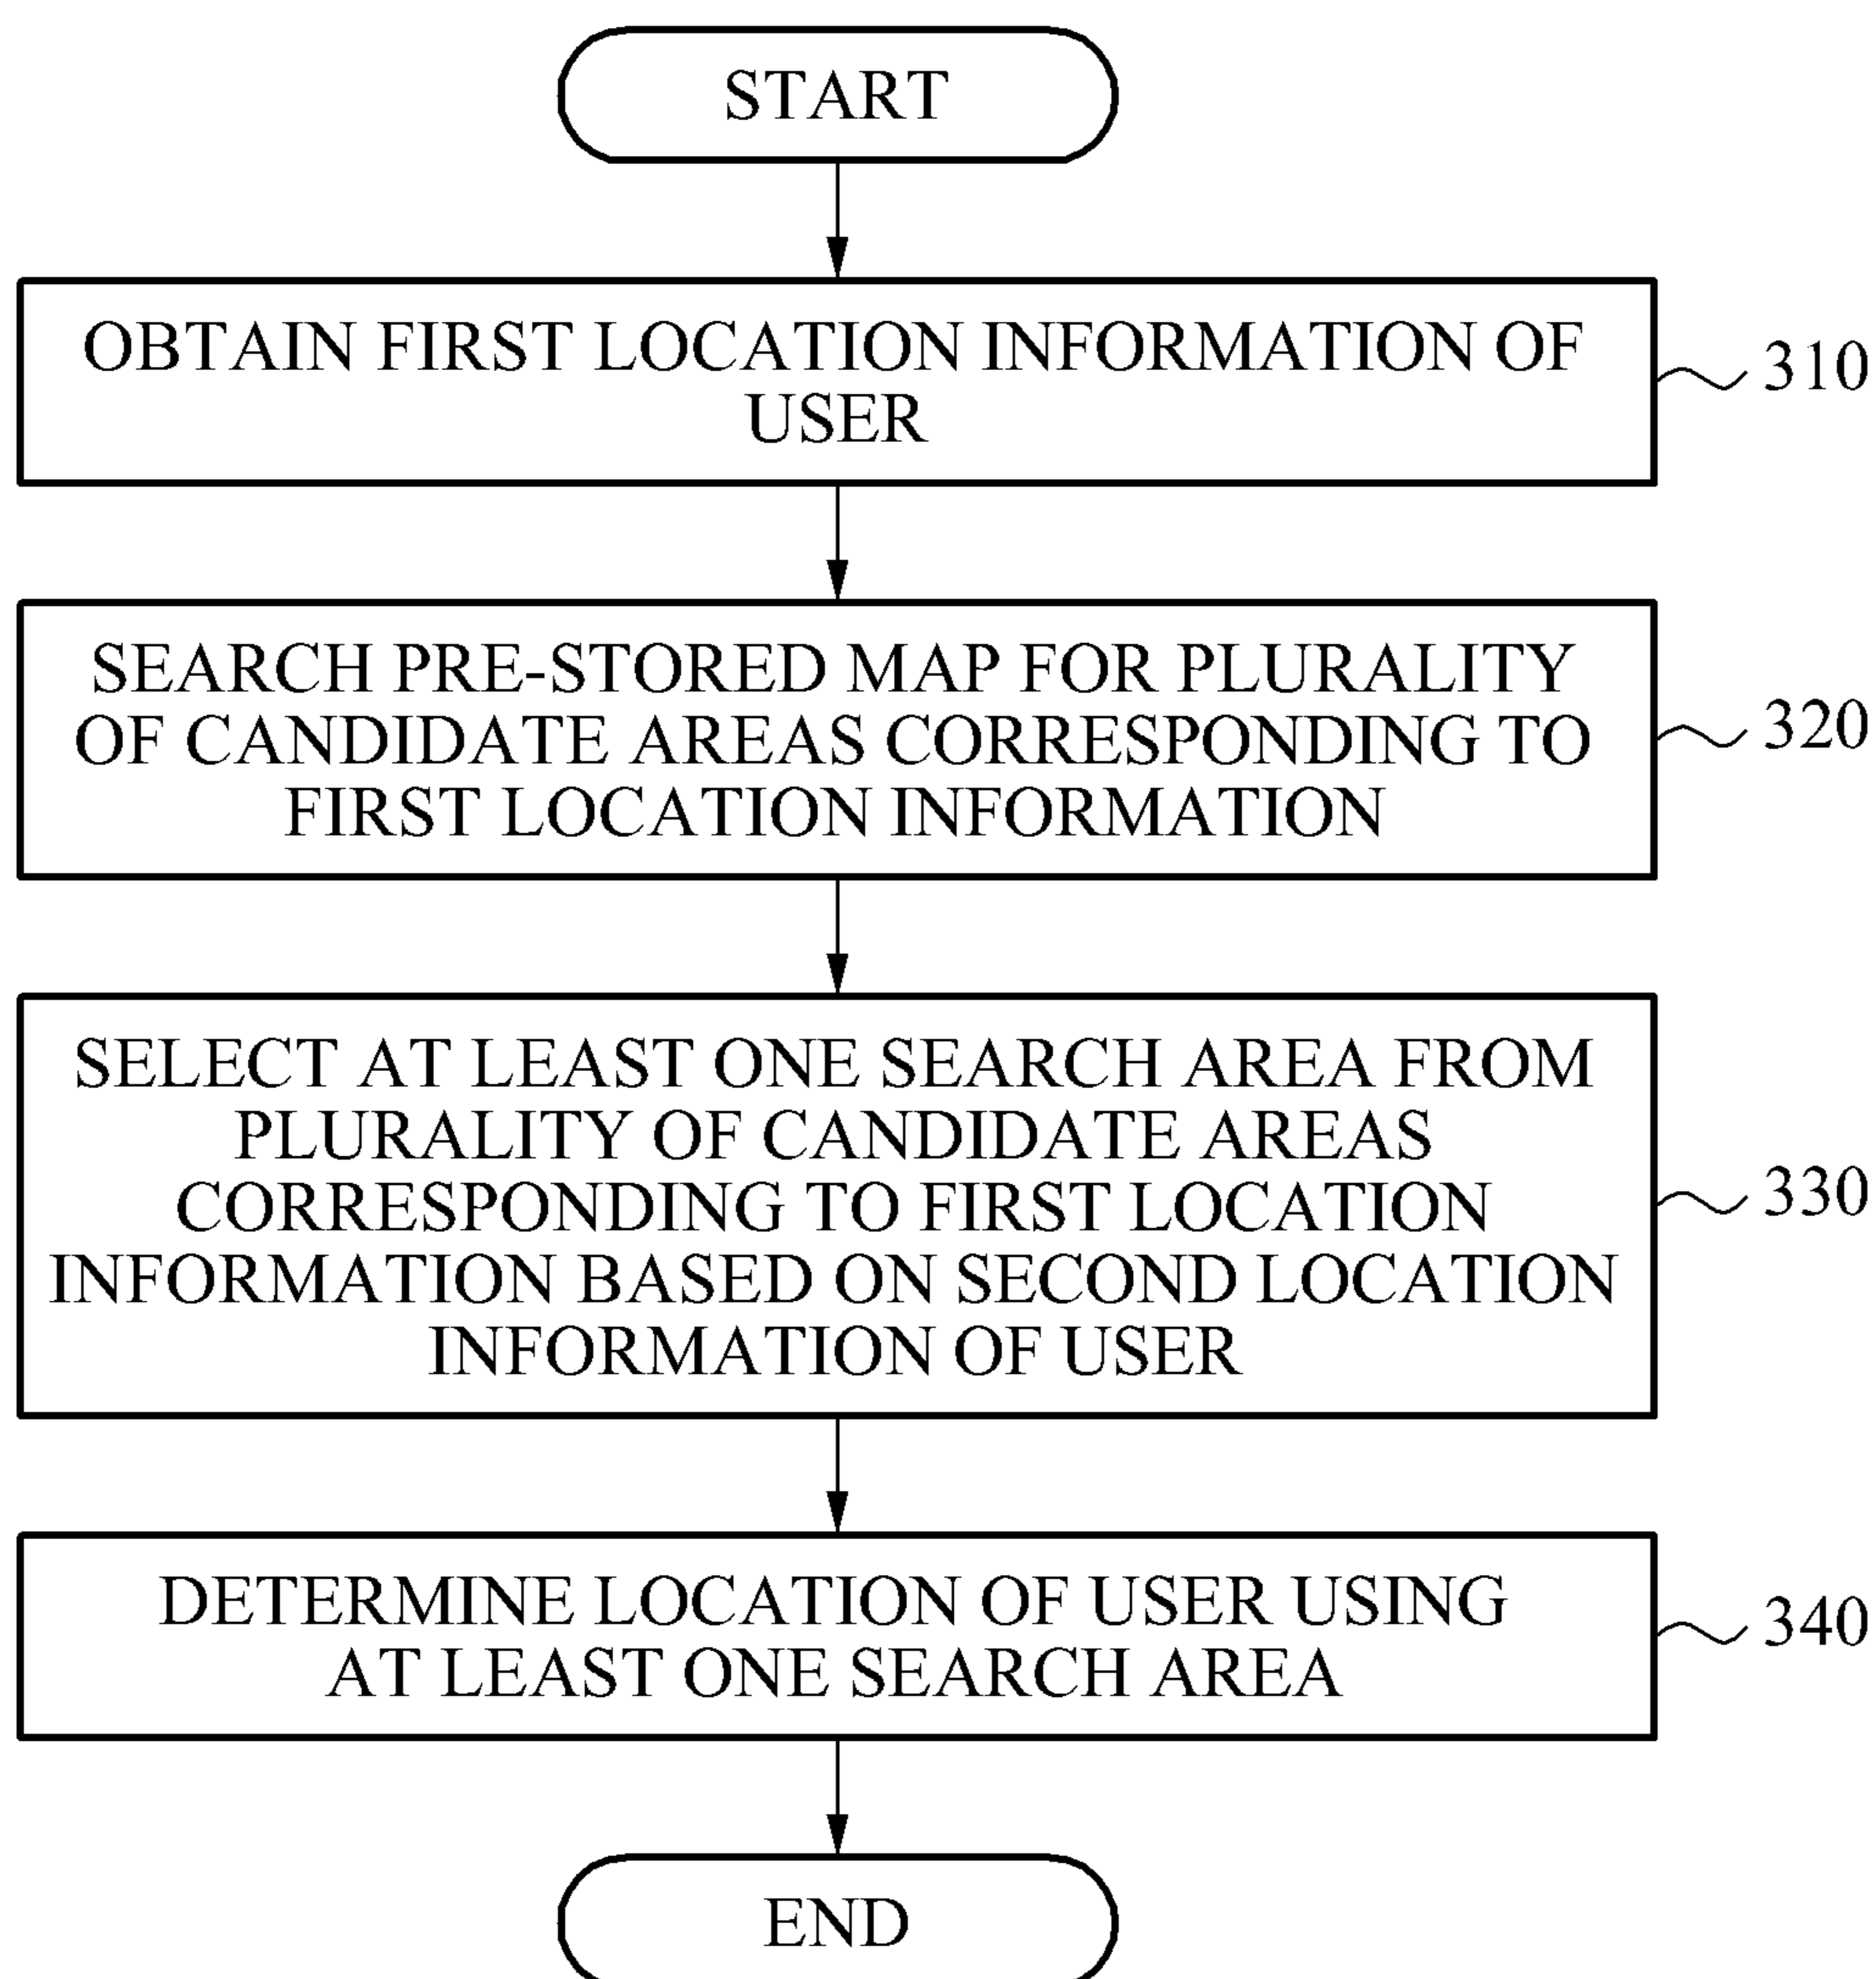 START
OBTAIN FIRST LOCATION INFORMATION OF
USER
310
SEARCH PRE-STORED MAP FOR PLURALITY
OF CANDIDATE AREAS CORRESPONDING TO
FIRST LOCATION INFORMATION
320
SELECT AT LEAST ONE SEARCH AREA FROM
PLURALITY OF CANDIDATE AREAS
CORRESPONDING TO FIRST LOCATION
INFORMATION BASED ON SECOND LOCATION
INFORMATION OF USER
330
DETERMINE LOCATION OF USER USING
AT LEAST ONE SEARCH AREA
340
END